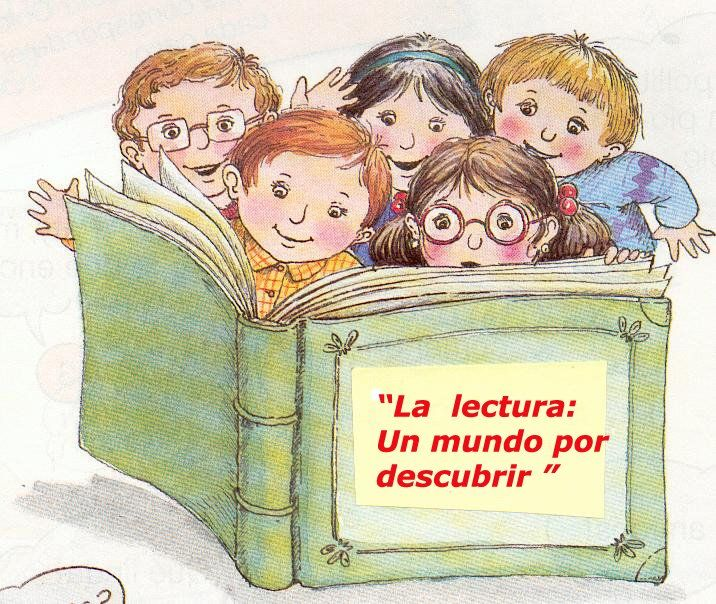 “La lectura:
Un mundo por
descubrir ”